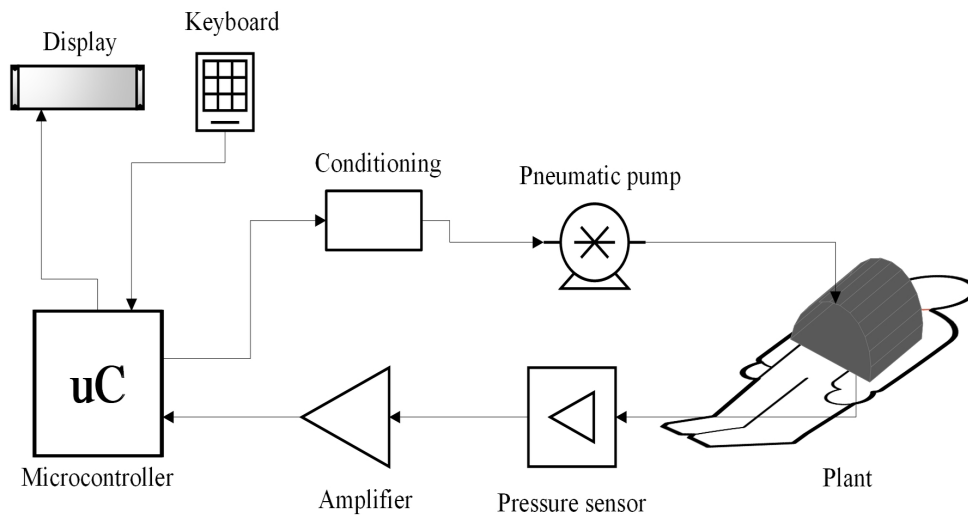 Keyboard
Display
Conditioning
Pneumatic pump
uC
Microcontroller
Amplifier
Pressure sensor
Plant